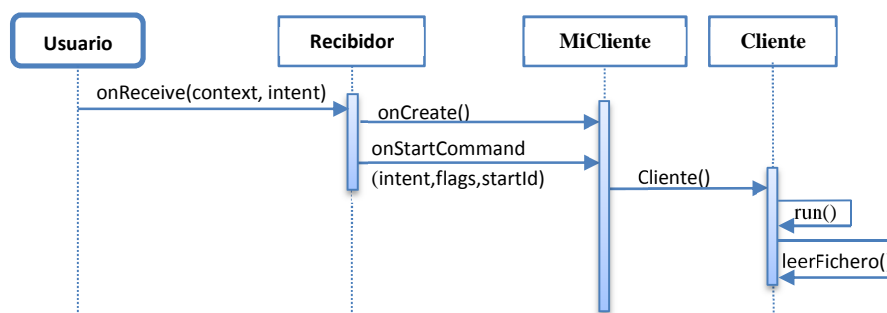 Usuario
Recibidor
MiCliente
Cliente
onReceive(context, intent)
onCreate()
onStartCommand
(intent,flags,startId)
Cliente()
run()
leerFichero(